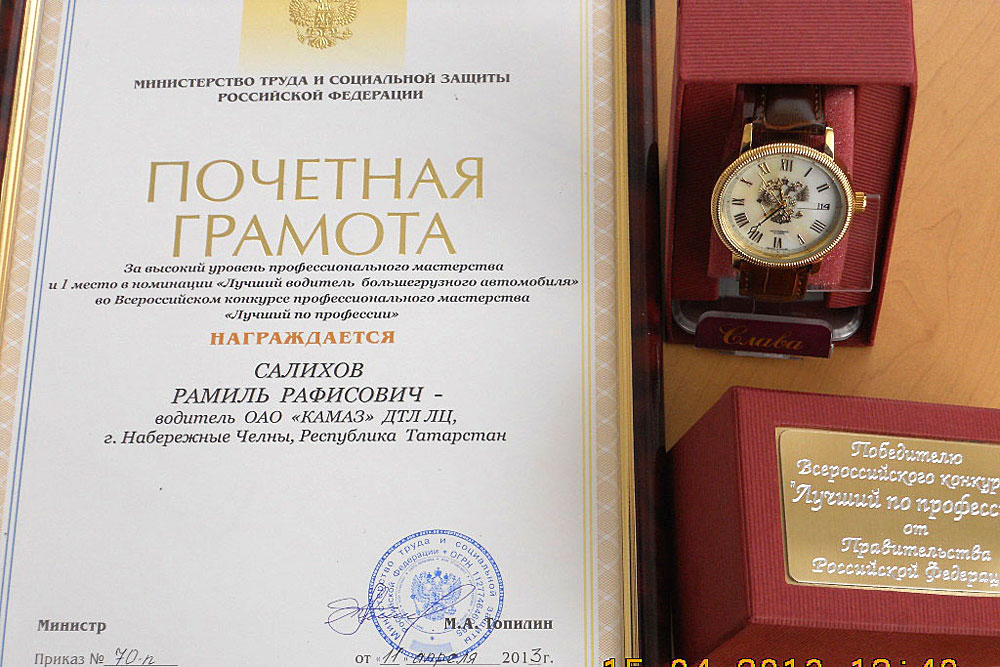 МИНИСТЕРСТВО ТРУДА И СОЦИАЛЬНОЙ ЗАЩИТЫ
РОССИЙСКОЙ ФЕДЕРАЦИИ
ПОЧЕТНАЯ
ГРАМОТА
За высокий уровень профессионального мастерства
и I место в номинации «Лучший водитель большегрузного автомобиля»
во Всероссийском конкурсе профессионального мастерства
«Лучший по профессии»
НАГРАЖДАЕТСЯ
САЛИХОВ
РАМИЛЬ РАФИСОВИЧ -
водитель ОАО «КАМАЗ» ДТЛ ЛЦ,
г. Набережные Челны, Республика Татарстан
Министр
М.А. Топилин
Приказ № 70-п
от «11» апреля 2013г.
Слава
Победителю
Всероссийского конкур
"Лучший по професс
от
Правительства
Российской Федерац